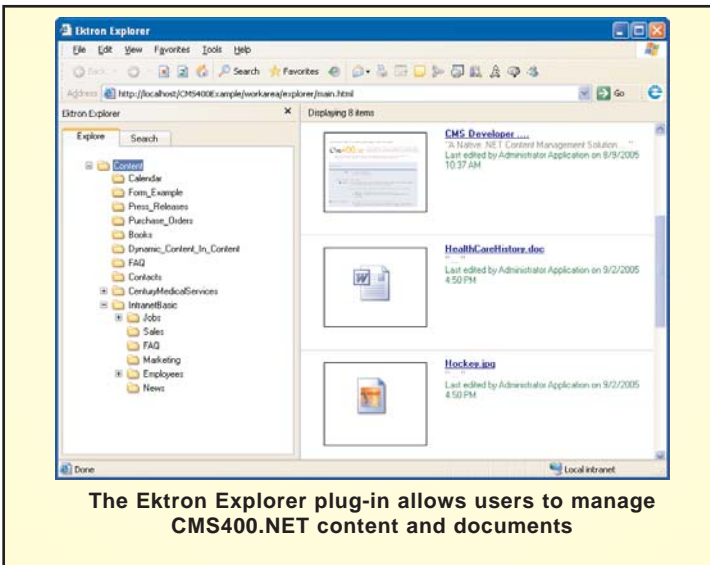 Ektron Explorer
File Edit View Favorites Tools Help
Back Search Favorites
Address http://localhost/CMS400Example/workarea/explorer/main.html Go
Ektron Explorer × Displaying 8 items
Explore Search
Content
Calendar
Form_Example
Press_Releases
Purchase_Orders
Books
Dynamic_Content_In_Content
FAQ
Contacts
CenturyMedicalServices
IntranetBasic
Jobs
Sales
FAQ
Marketing
Employees
News
CMS Developer ....
"A Native .NET Content Management Solution ... "
Last edited by Administrator Application on 8/9/2005
10:37 AM
HealthCareHistory.doc
Last edited by Administrator Application on 9/2/2005
4:50 PM
Hockey.jpg
Last edited by Administrator Application on 9/2/2005
4:50 PM
Done Local intranet
The Ektron Explorer plug-in allows users to manage
CMS400.NET content and documents